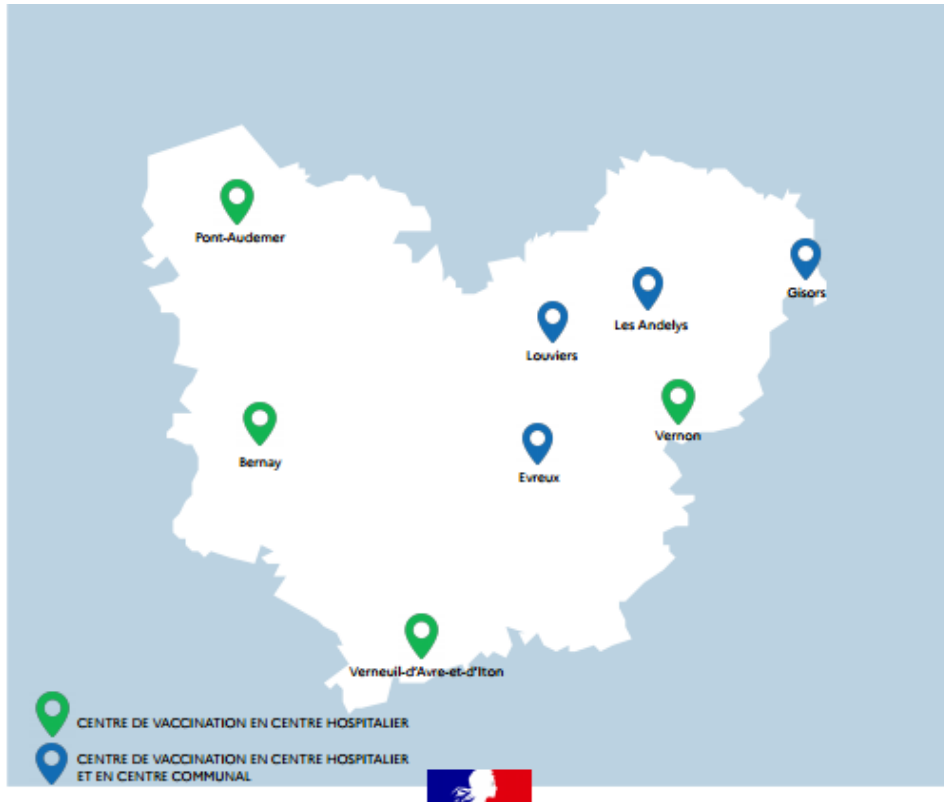 Pont-Audemer
Gisors
Les Andelys
Louviers
Vernon
Bernay
Evreux
Verneuil-d'Avre-et-d'Iton
CENTRE DE VACCINATION EN CENTRE HOSPITALIER
CENTRE DE VACCINATION EN CENTRE HOSPITALIER
ET EN CENTRE COMMUNAL